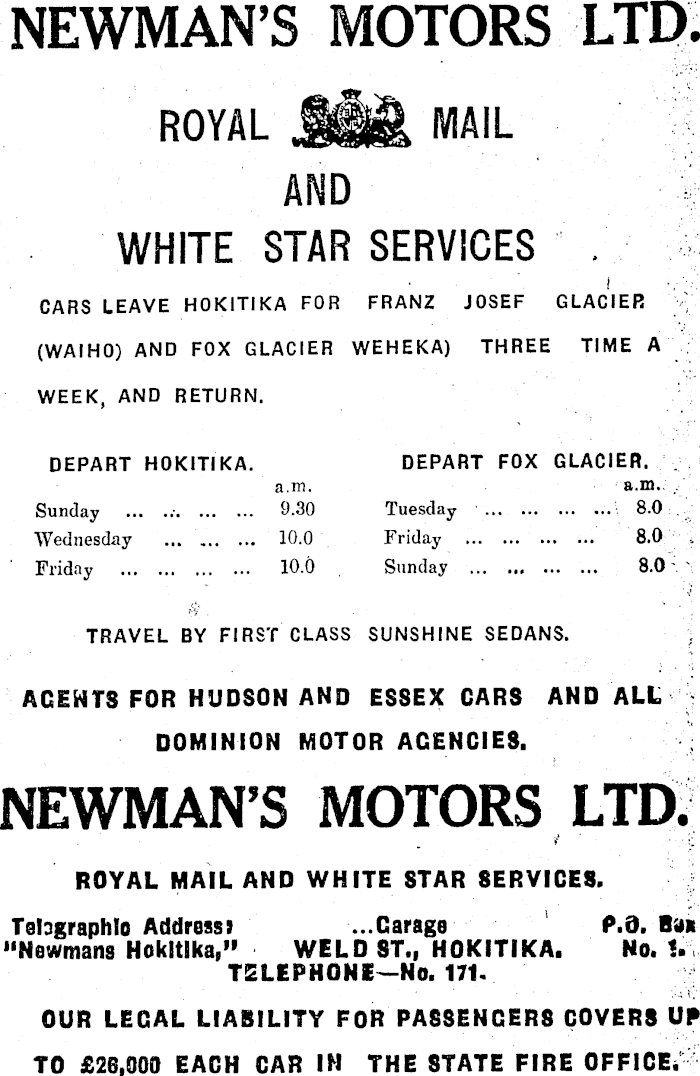 NEWMAN'S MOTORS LTD.
ROYAL MAIL
AND
WHITE STAR SERVICES
CARS LEAVE HOKITIKA FOR FRANZ JOSEF GLACIER
(WAIHO) AND FOX GLACIER WEHEKA) THREE TIME A
WEEK, AND RETURN.
DEPART HOKITIKA.
a.m.
Sunday ... ... ... ... 9.30
Wednesday ... ... ... 10.0
Friday ... ... ... ... 10.0
DEPART FOX GLACIER.
a.m.
Tuesday ... ... ... ... 8.0
Friday ... ... ... ... 8.0
Sunday ... ... ... ... 8.0
TRAVEL BY FIRST CLASS SUNSHINE SEDANS.
AGENTS FOR HUDSON AND ESSEX CARS AND ALL
DOMINION MOTOR AGENCIES.
NEWMAN'S MOTORS LTD.
ROYAL MAIL AND WHITE STAR SERVICES.
Telegraphic Address: ...Garage P.O. Box
"Newmans Hokitika," WELD ST., HOKITIKA. No.
TELEPHONE—No. 171.
OUR LEGAL LIABILITY FOR PASSENGERS COVERS UP
TO £26,000 EACH CAR IN THE STATE FIRE OFFICE.